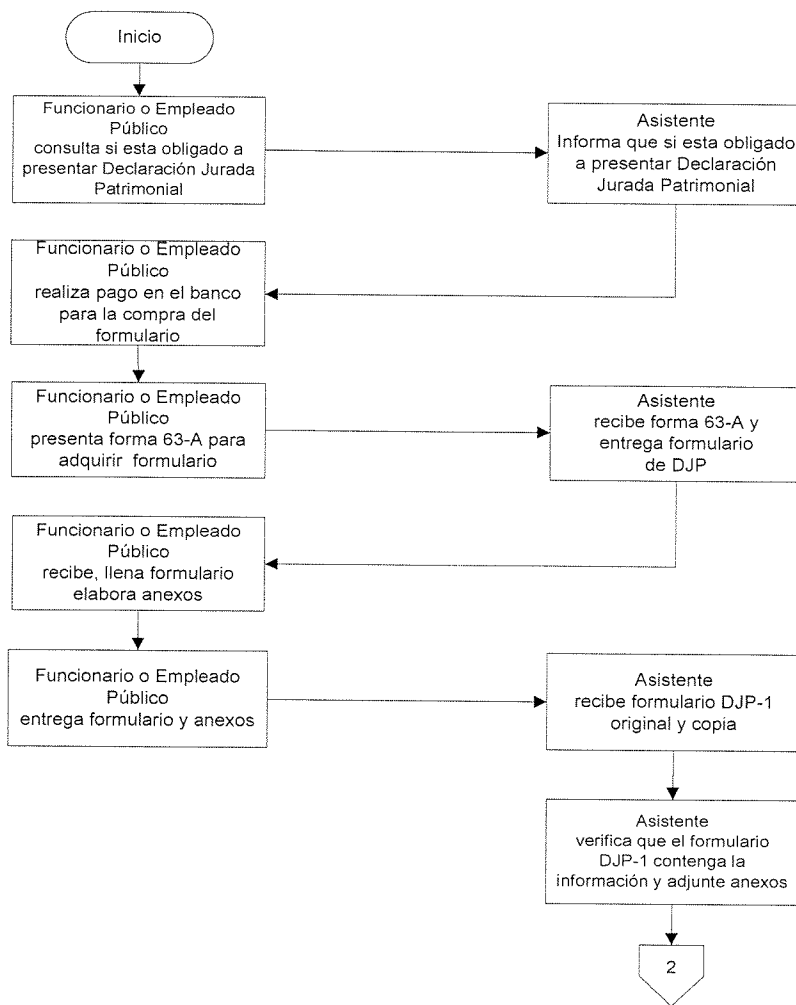 Inicio
Funcionario o Empleado
Público
consulta si esta obligado a
presentar Declaración Jurada
Patrimonial
Asistente
Informa que si esta obligado
a presentar Declaración
Jurada Patrimonial
Funcionario o Empleado
Público
realiza pago en el banco
para la compra del
formulario
Funcionario o Empleado
Público
presenta forma 63-A para
adquirir formulario
Asistente
recibe forma 63-A y
entrega formulario
de DJP
Funcionario o Empleado
Público
recibe, llena formulario
elabora anexos
Funcionario o Empleado
Público
entrega formulario y anexos
Asistente
recibe formulario DJP-1
original y copia
Asistente
verifica que el formulario
DJP-1 contenga la
información y adjunte anexos
2